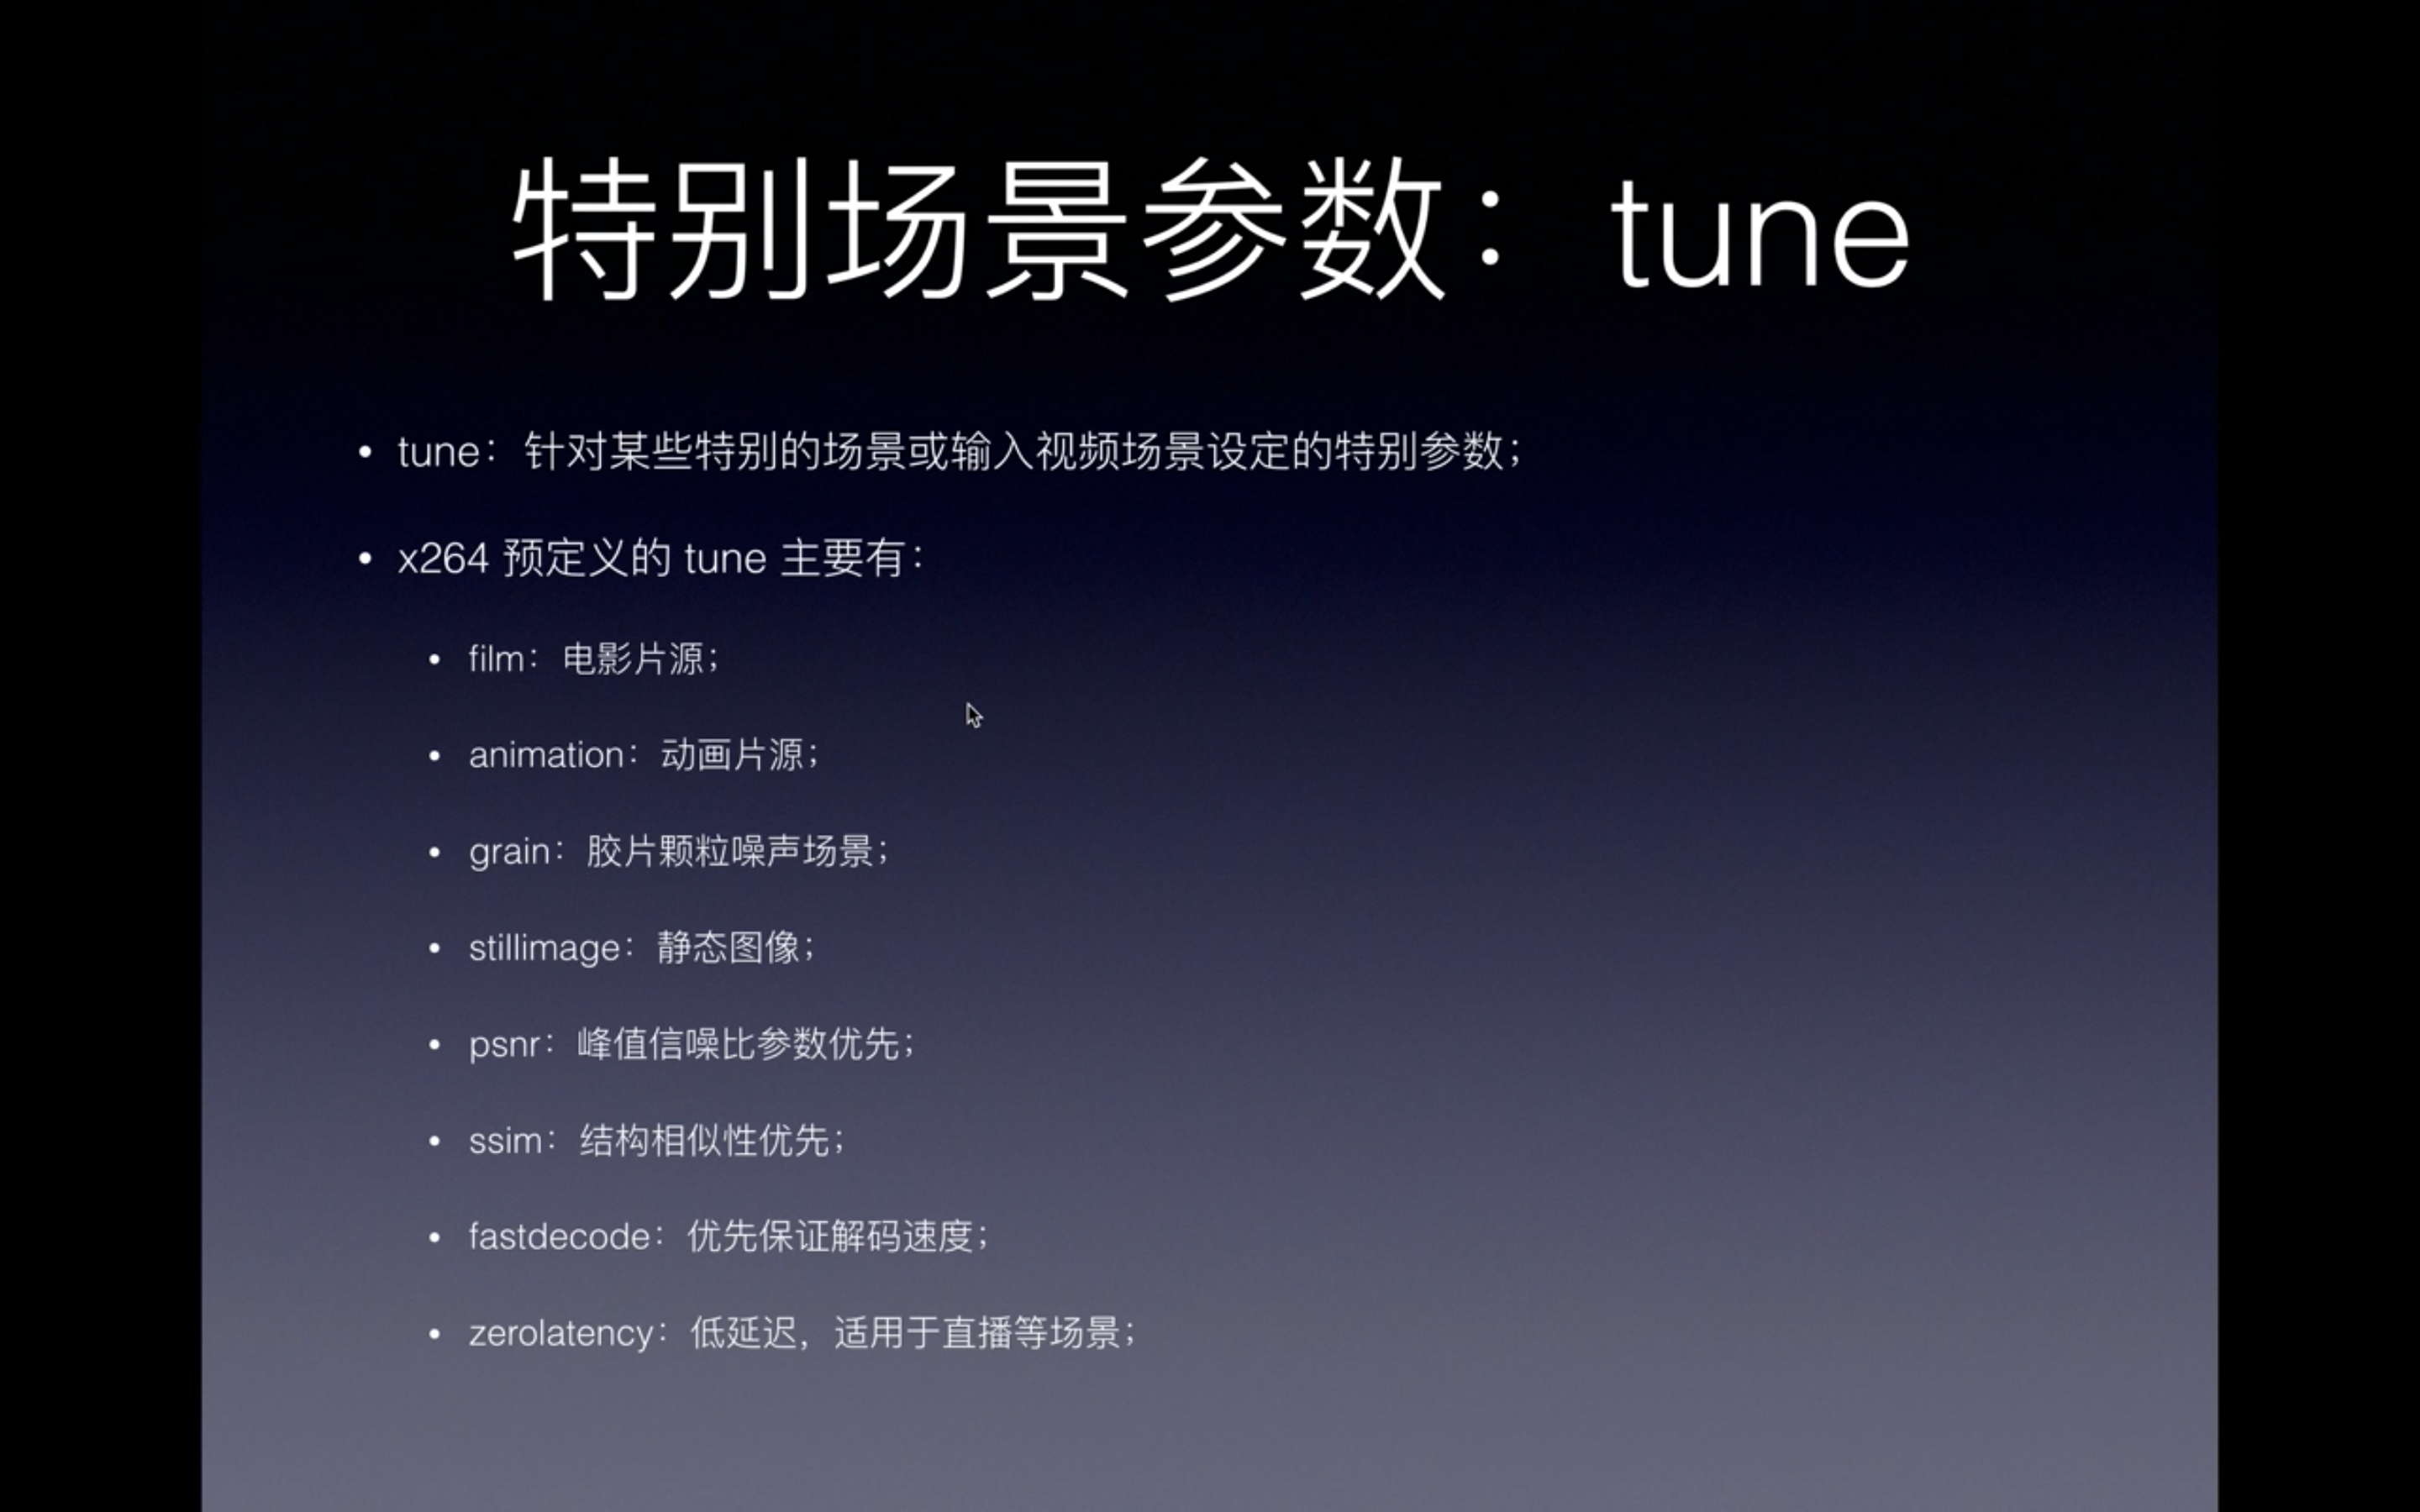 特别场景参数：tune
• tune：针对某些特别的场景或输入视频场景设定的特别参数；
• x264 预定义的 tune 主要有：
• film：电影片源；
• animation：动画片源；
• grain：胶片颗粒噪声场景；
• stillimage：静态图像；
• psnr：峰值信噪比参数优先；
• ssim：结构相似性优先；
• fastdecode：优先保证解码速度；
• zerolatency：低延迟，适用于直播等场景；